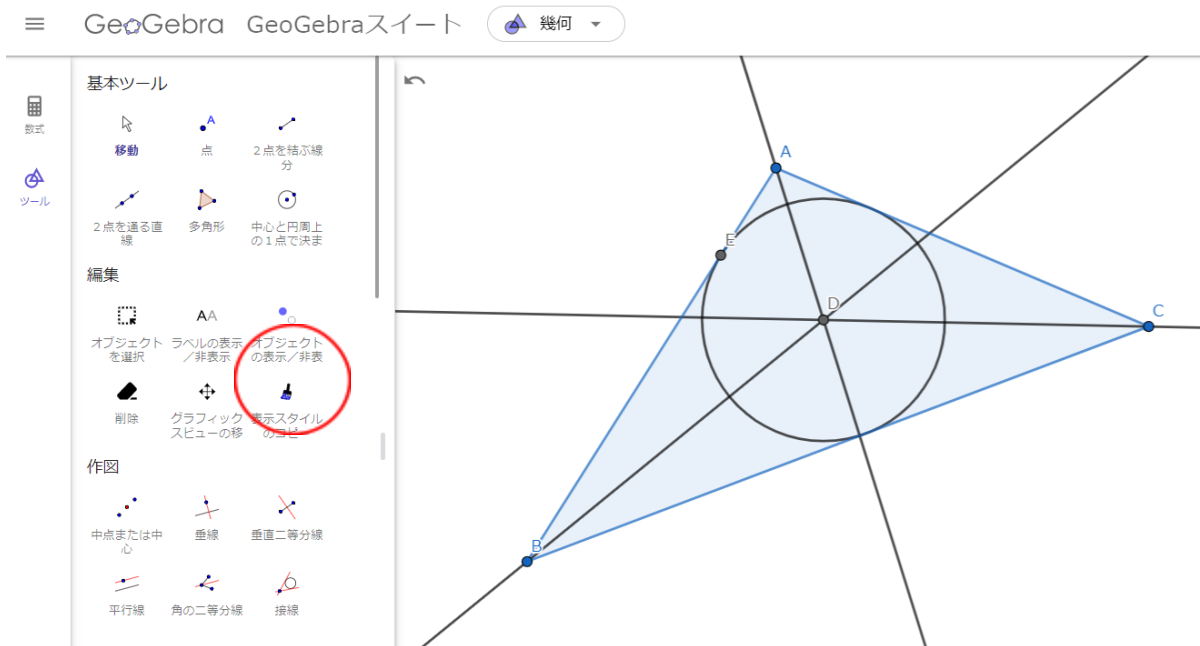 GeoGebra GeoGebraスイート 幾何
基本ツール
数式
ツール
移動
点
2点を結ぶ線
分
2点を通る直
線
多角形
中心と円周上
の1点で決ま
編集
オブジェクト
を選択
ラベルの表示
／非表示
オブジェクト
の表示／非表
削除
グラフィック
スビューの移
表示スタイル
のコピー
作図
中点または中
心
垂線
垂直二等分線
平行線
角の二等分線
接線
A
A
AA
E
D
C
B